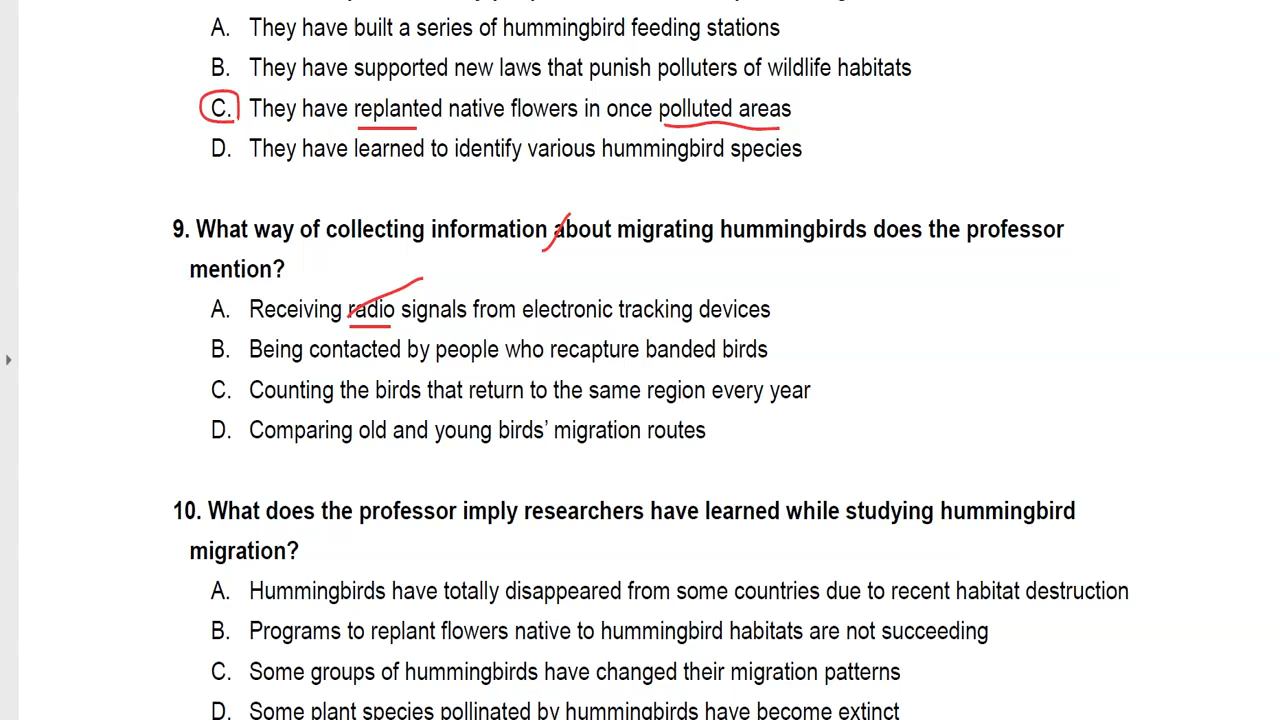 A. They have built a series of hummingbird feeding stations
B. They have supported new laws that punish polluters of wildlife habitats
C. They have replanted native flowers in once polluted areas
D. They have learned to identify various hummingbird species
9. What way of collecting information about migrating hummingbirds does the professor
mention?
A. Receiving radio signals from electronic tracking devices
B. Being contacted by people who recapture banded birds
C. Counting the birds that return to the same region every year
D. Comparing old and young birds’ migration routes
10. What does the professor imply researchers have learned while studying hummingbird
migration?
A. Hummingbirds have totally disappeared from some countries due to recent habitat destruction
B. Programs to replant flowers native to hummingbird habitats are not succeeding
C. Some groups of hummingbirds have changed their migration patterns
D. Some plant species pollinated by hummingbirds have become extinct